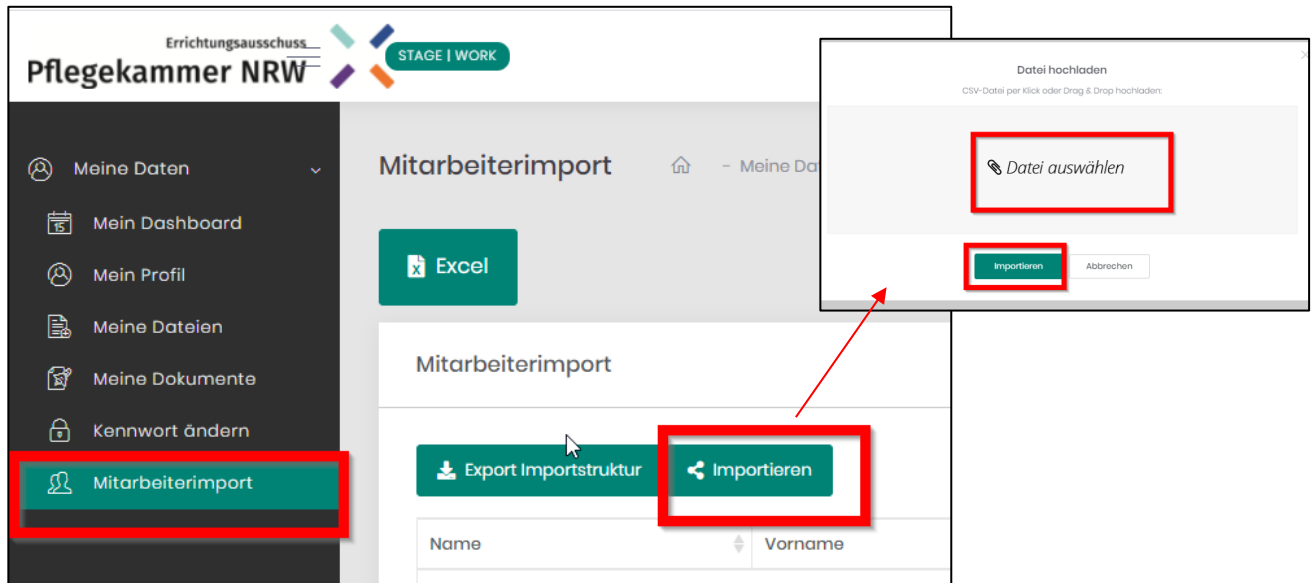 Errichtungsausschuss
Pflegekammer NRW
STAGE | WORK
Meine Daten
Mein Dashboard
Mein Profil
Meine Dateien
Meine Dokumente
Kennwort ändern
Mitarbeiterimport
Mitarbeiterimport - Meine Da
Excel
Mitarbeiterimport
Export Importstruktur Importieren
Name Vorname
Datei hochladen
CSV-Datei per Klick oder Drag & Drop hochladen:
Datei auswählen
Importieren Abbrechen